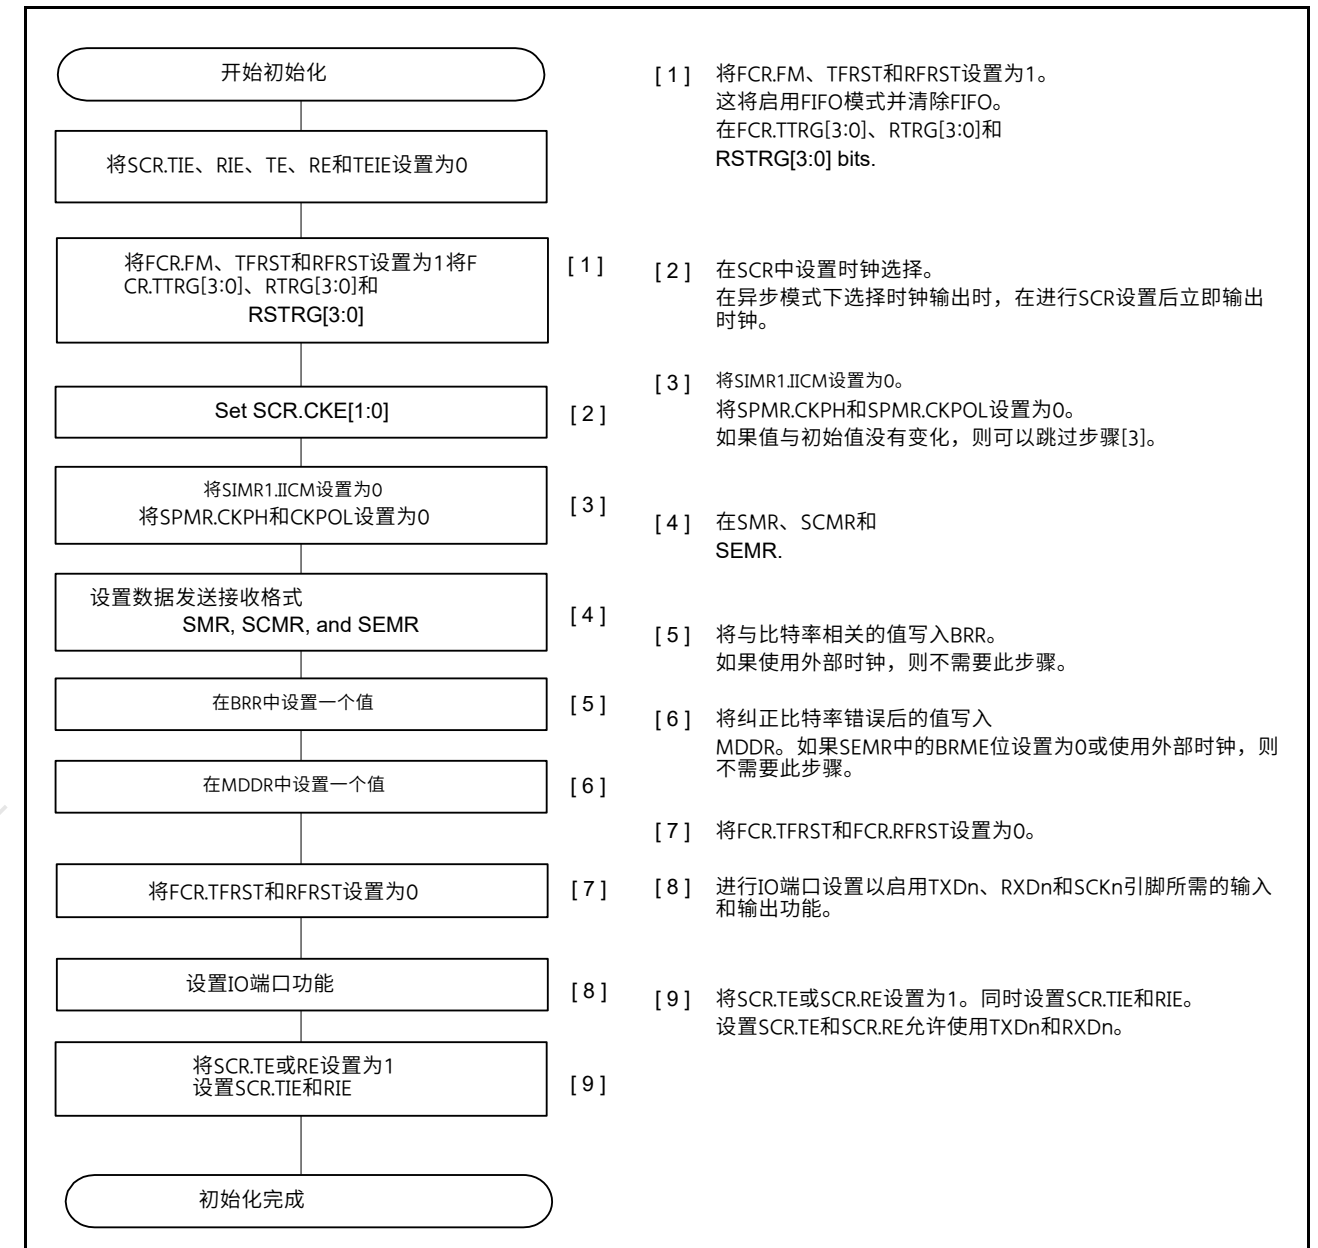 开始初始化
将SCR.TIE、RIE、TE、RE和TEIE设置为0
将FCR.FM、TFRST和RFRST设置为1将F
CR.TTRG[3:0]、RTRG[3:0]和
RSTRG[3:0]
[ 1 ]
Set SCR.CKE[1:0]
[ 2 ]
将SIMR1.IICM设置为0
将SPMR.CKPH和CKPOL设置为0
[ 3 ]
设置数据发送接收格式
SMR, SCMR, and SEMR
[ 4 ]
在BRR中设置一个值
[ 5 ]
在MDDR中设置一个值
[ 6 ]
将FCR.TFRST和RFRST设置为0
[ 7 ]
设置IO端口功能
[ 8 ]
将SCR.TE或RE设置为1
设置SCR.TIE和RIE
[ 9 ]
初始化完成
[ 1 ] 将FCR.FM、TFRST和RFRST设置为1。
这将启用FIFO模式并清除FIFO。
在FCR.TTRG[3:0]、RTRG[3:0]和
RSTRG[3:0] bits.
[ 2 ] 在SCR中设置时钟选择。
在异步模式下选择时钟输出时，在进行SCR设置后立即输出
时钟。
[ 3 ] 将SIMR1.IICM设置为0。
将SPMR.CKPH和SPMR.CKPOL设置为0。
如果值与初始值没有变化，则可以跳过步骤[3]。
[ 4 ] 在SMR、SCMR和
SEMR.
[ 5 ] 将与比特率相关的值写入BRR。
如果使用外部时钟，则不需要此步骤。
[ 6 ] 将纠正比特率错误后的值写入
MDDR。如果SEMR中的BRME位设置为0或使用外部时钟，则
不需要此步骤。
[ 7 ] 将FCR.TFRST和FCR.RFRST设置为0。
[ 8 ] 进行IO端口设置以启用TXDn、RXDn和SCKn引脚所需的输入
和输出功能。
[ 9 ] 将SCR.TE或SCR.RE设置为1。同时设置SCR.TIE和RIE。
设置SCR.TE和SCR.RE允许使用TXDn和RXDn。